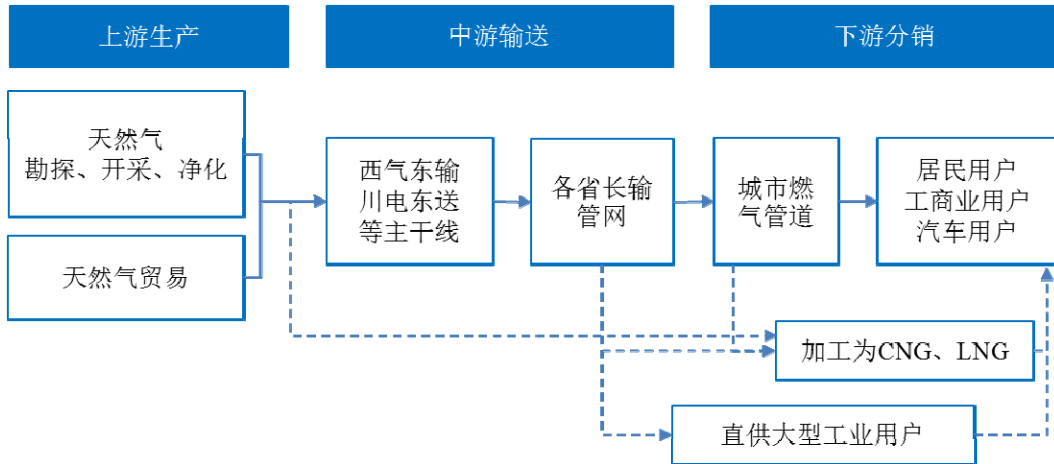 上游生产
中游输送
下游分销
天然气
勘探、开采、净化
天然气贸易
西气东输
川电东送
等主干线
各省长输
管网
城市燃
气管道
居民用户
工商业用户
汽车用户
加工为CNG、LNG
直供大型工业用户